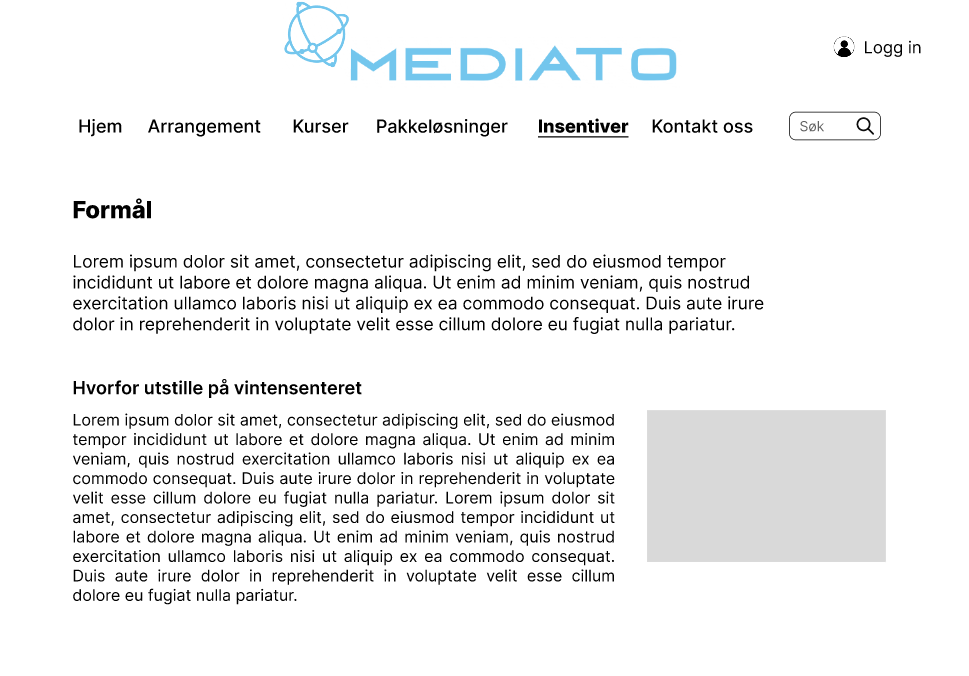 MEDIATO
Logg in
Hjem Arrangement Kurser Pakkeløsninger Insentiver Kontakt oss Søk
Formål
Lorem ipsum dolor sit amet, consectetur adipiscing elit, sed do eiusmod tempor
incididunt ut labore et dolore magna aliqua. Ut enim ad minim veniam, quis nostrud
exercitation ullamco laboris nisi ut aliquip ex ea commodo consequat. Duis aute irure
dolor in reprehenderit in voluptate velit esse cillum dolore eu fugiat nulla pariatur.
Hvorfor utstille på vintensenteret
Lorem ipsum dolor sit amet, consectetur adipiscing elit, sed do eiusmod
tempor incididunt ut labore et dolore magna aliqua. Ut enim ad minim
veniam, quis nostrud exercitation ullamco laboris nisi ut aliquip ex ea
commodo consequat. Duis aute irure dolor in reprehenderit in voluptate
velit esse cillum dolore eu fugiat nulla pariatur. Lorem ipsum dolor sit
amet, consectetur adipiscing elit, sed do eiusmod tempor incididunt ut
labore et dolore magna aliqua. Ut enim ad minim veniam, quis nostrud
exercitation ullamco laboris nisi ut aliquip ex ea commodo consequat.
Duis aute irure dolor in reprehenderit in voluptate velit esse cillum
dolore eu fugiat nulla pariatur.